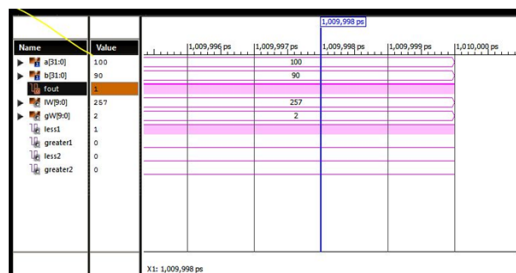 1,009,998 ps
Name Value
1,009,996 ps 1,009,997 ps 1,009,998 ps 1,009,999 ps 1,010,000 ps
a[31:0] 100 100
b[31:0] 90 90
fout 1
lW[9:0] 257 257
gW[9:0] 2 2
less1 1
greater1 0
less2 0
greater2 0
X1: 1,009,998 ps